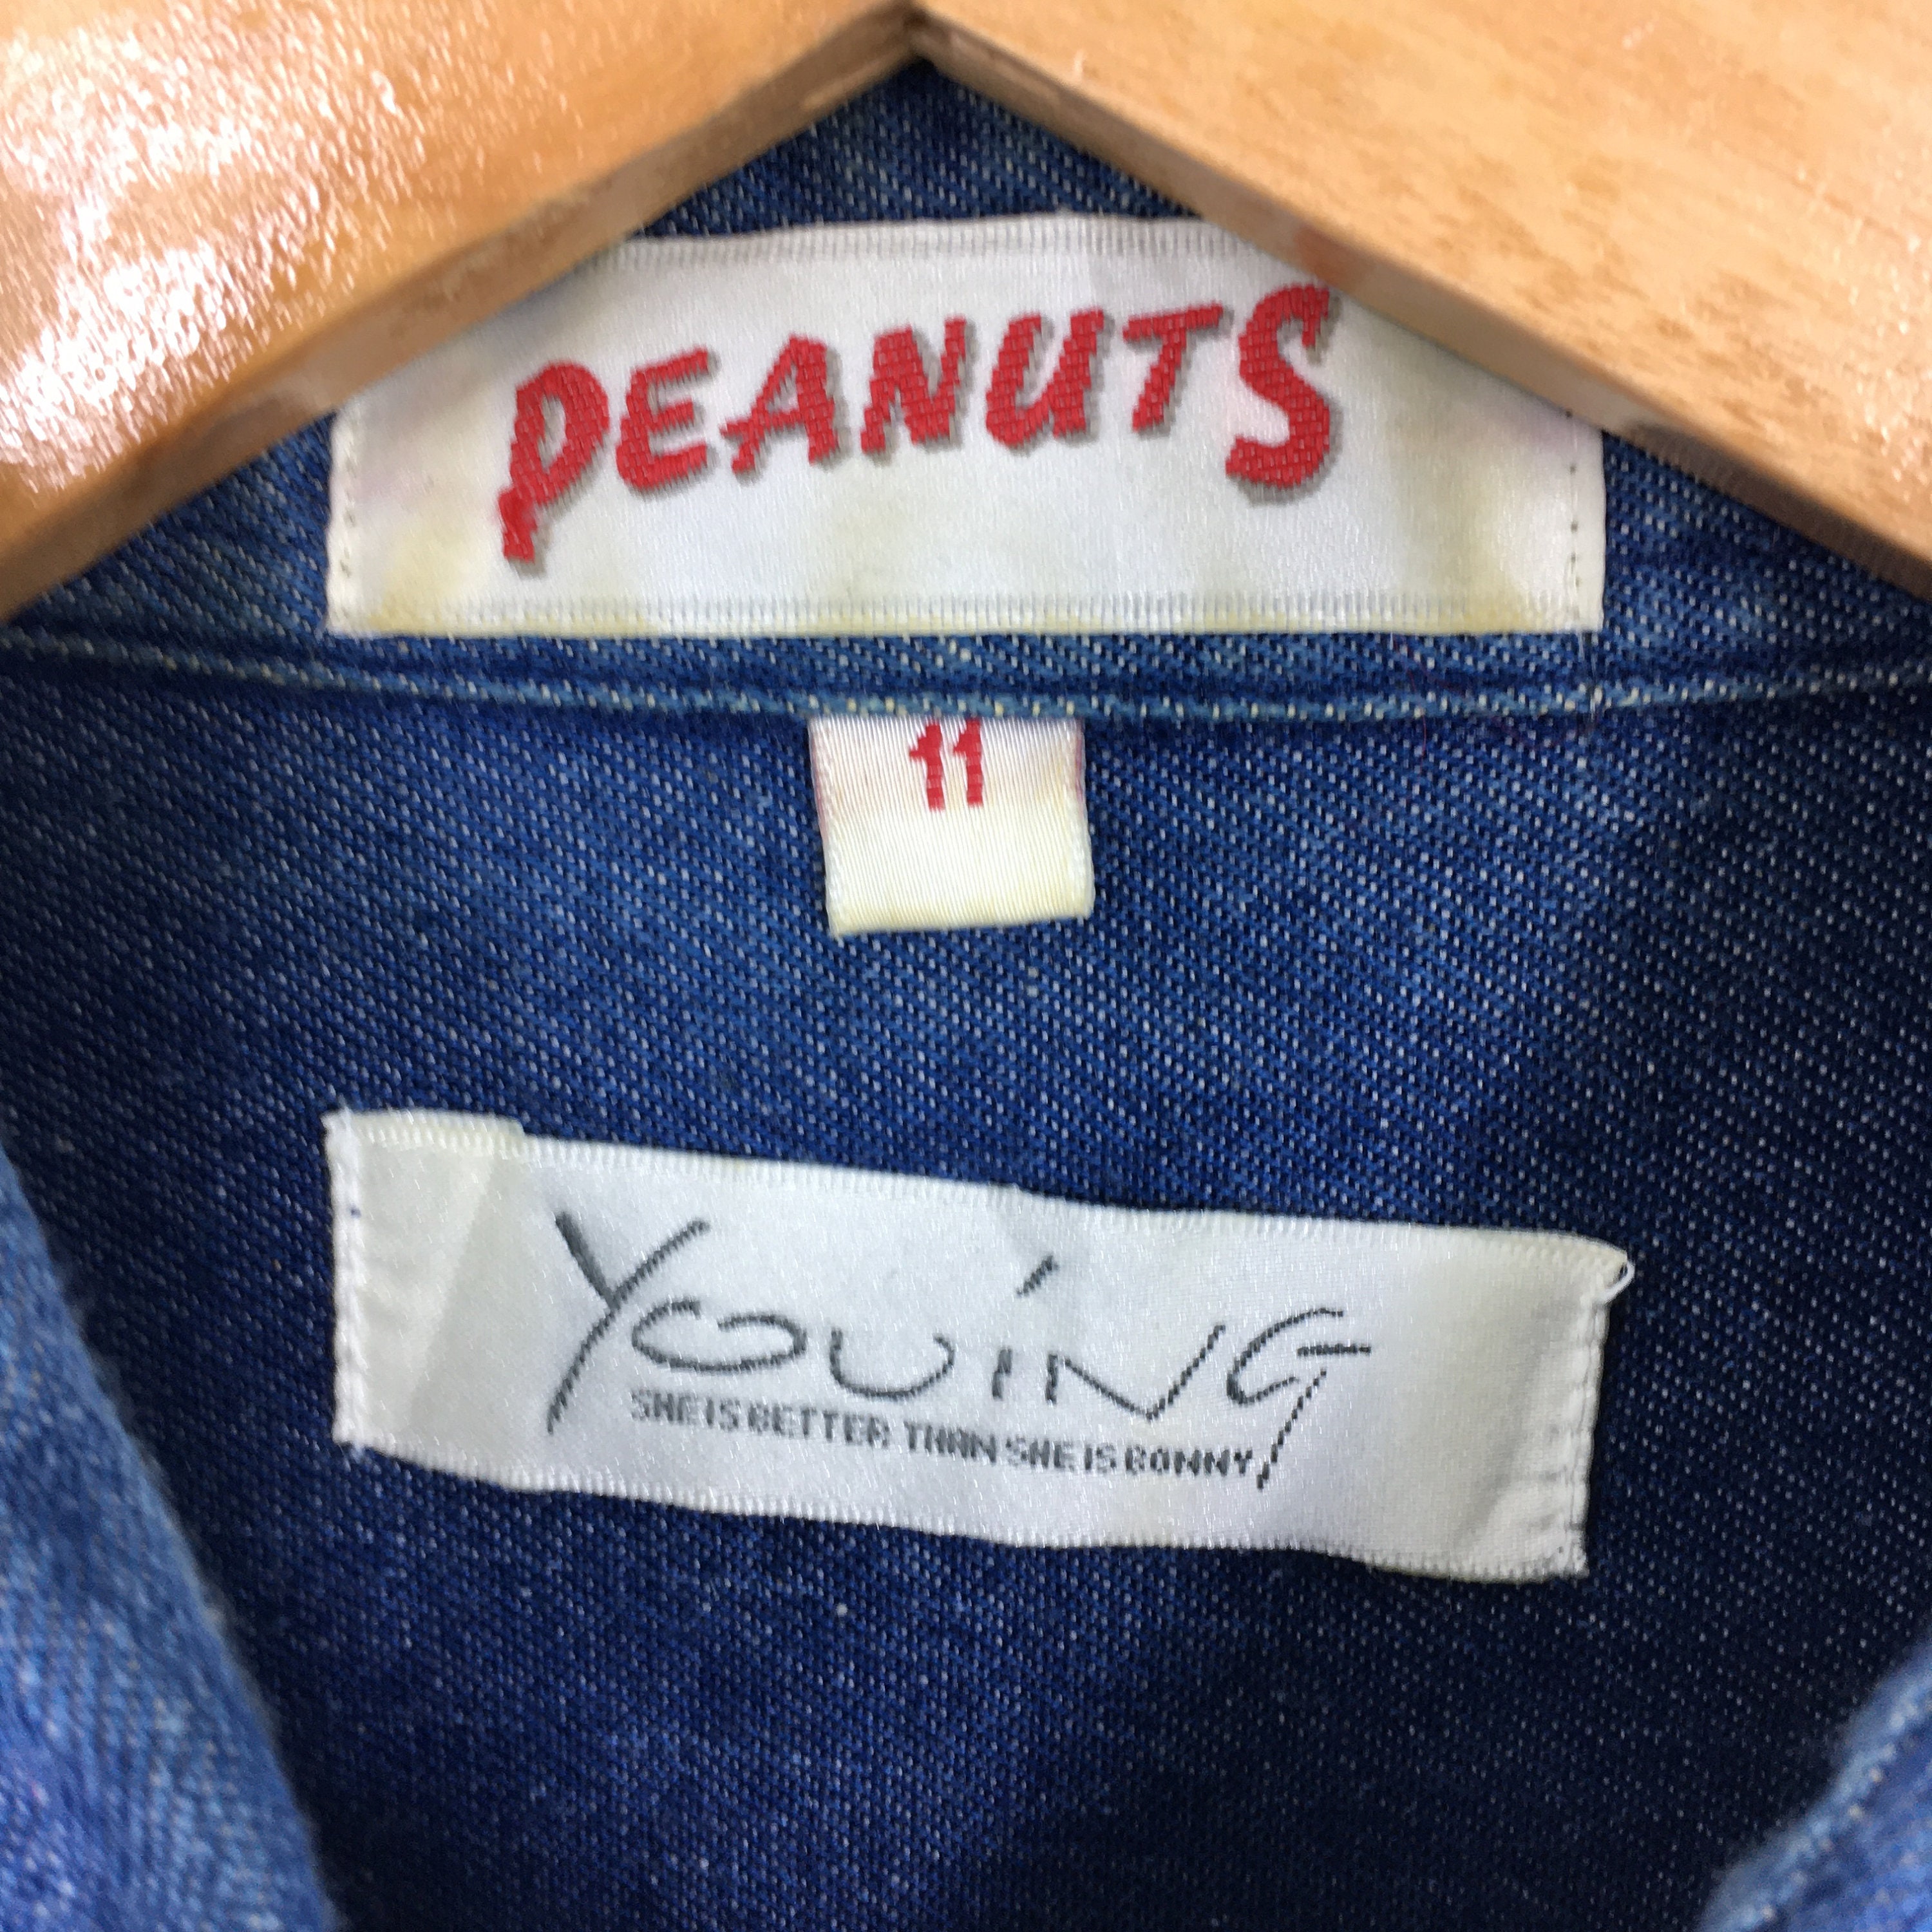 PEANUTS
11
YOUiNG
SHE IS BETTER THAN SHE IS BONNY